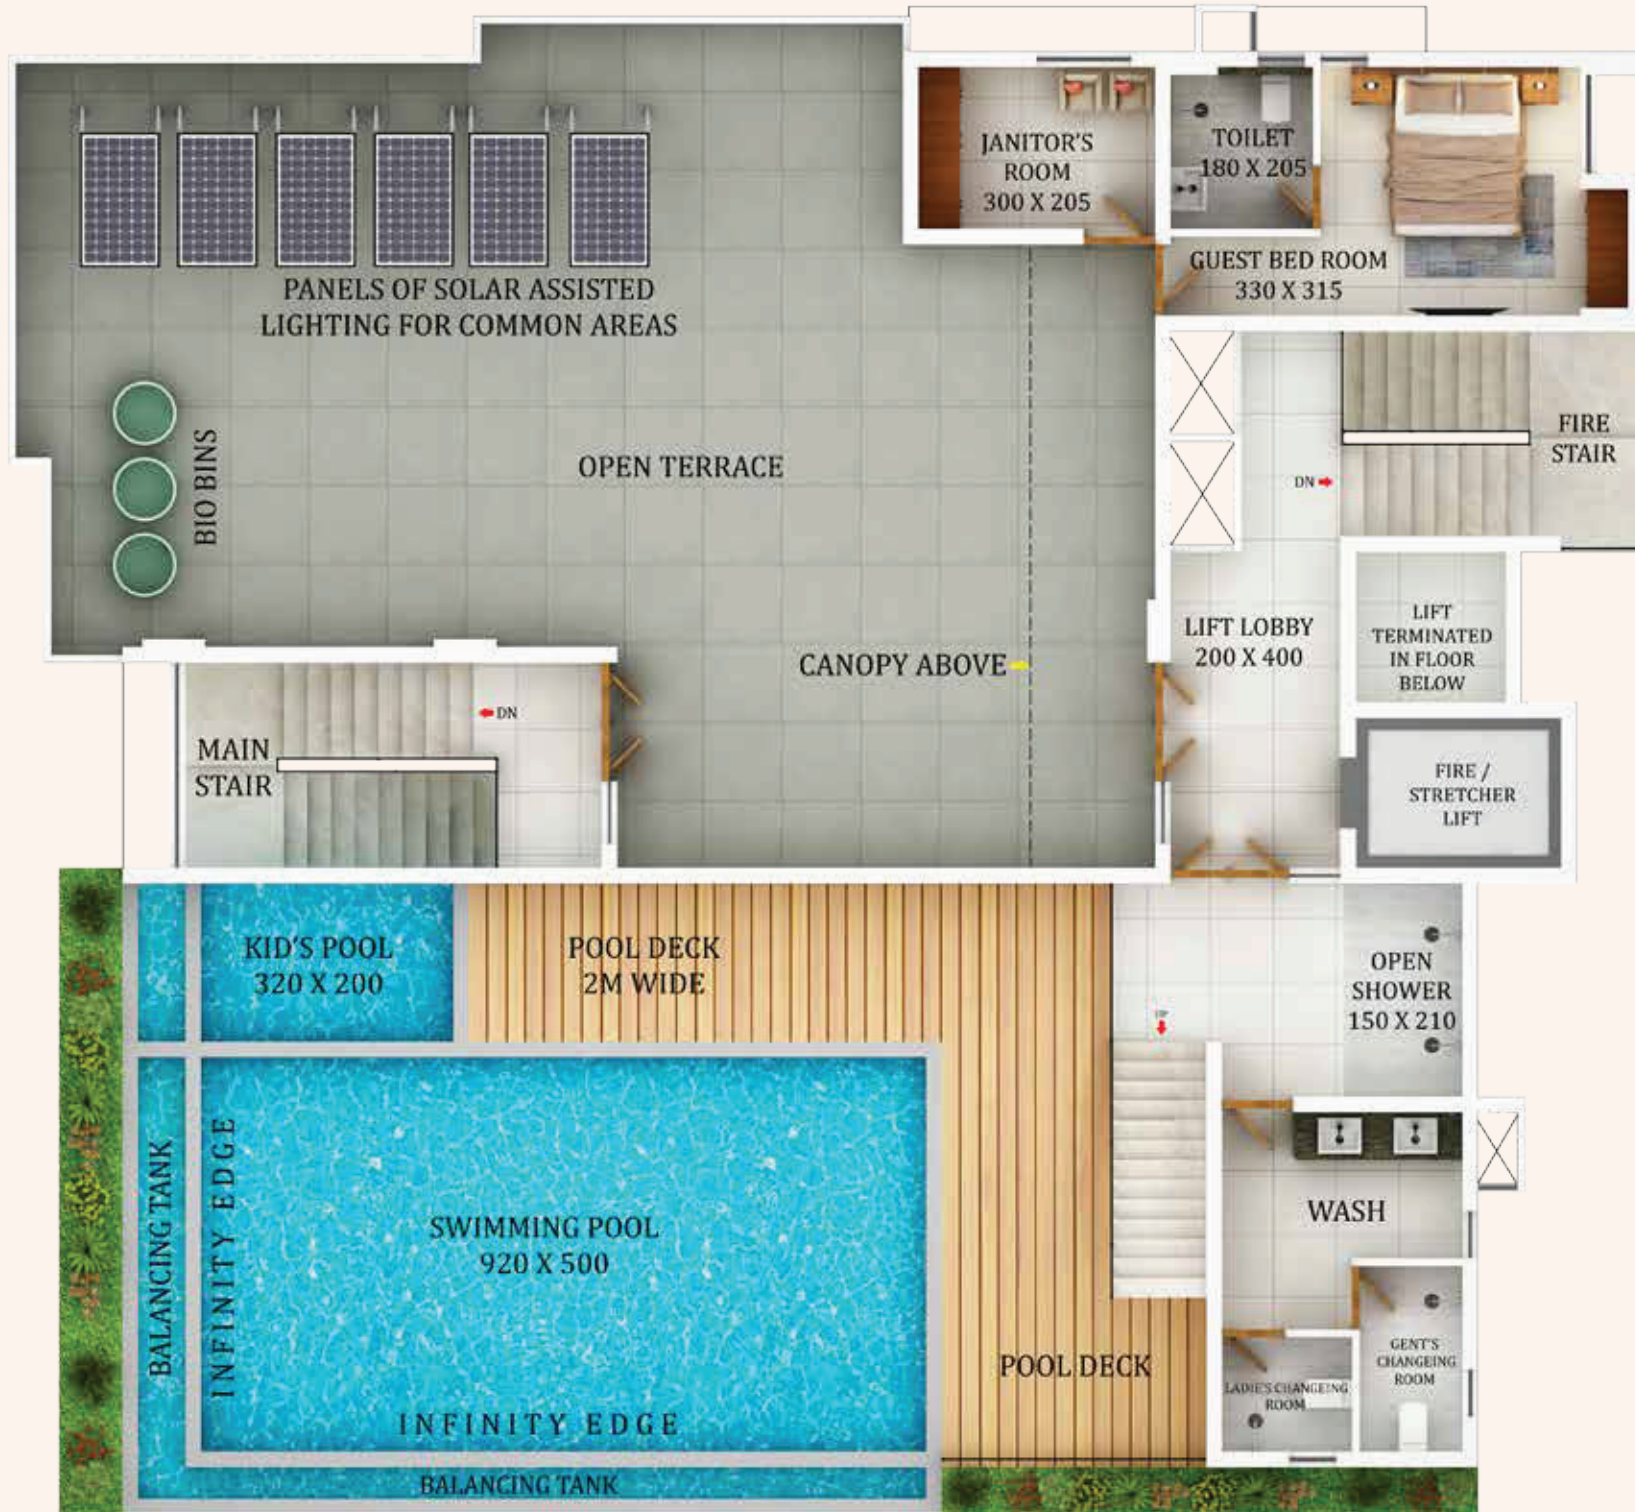 JANITOR'S
ROOM
300 X 205
TOILET
180 X 205
GUEST BED ROOM
330 X 315
PANELS OF SOLAR ASSISTED
LIGHTING FOR COMMON AREAS
BIO BINS
OPEN TERRACE
FIRE
STAIR
DN
LIFT LOBBY
200 X 400
LIFT
TERMINATED
IN FLOOR
BELOW
CANOPY ABOVE
DN
MAIN
STAIR
FIRE /
STRETCHER
LIFT
KID'S POOL
320 X 200
POOL DECK
2M WIDE
OPEN
SHOWER
150 X 210
UP
BALANCING TANK
INFINITY EDGE
SWIMMING POOL
920 X 500
WASH
POOL DECK
GENT'S
CHANGEING
ROOM
LADIE'S CHANGEING
ROOM
INFINITY EDGE
BALANCING TANK